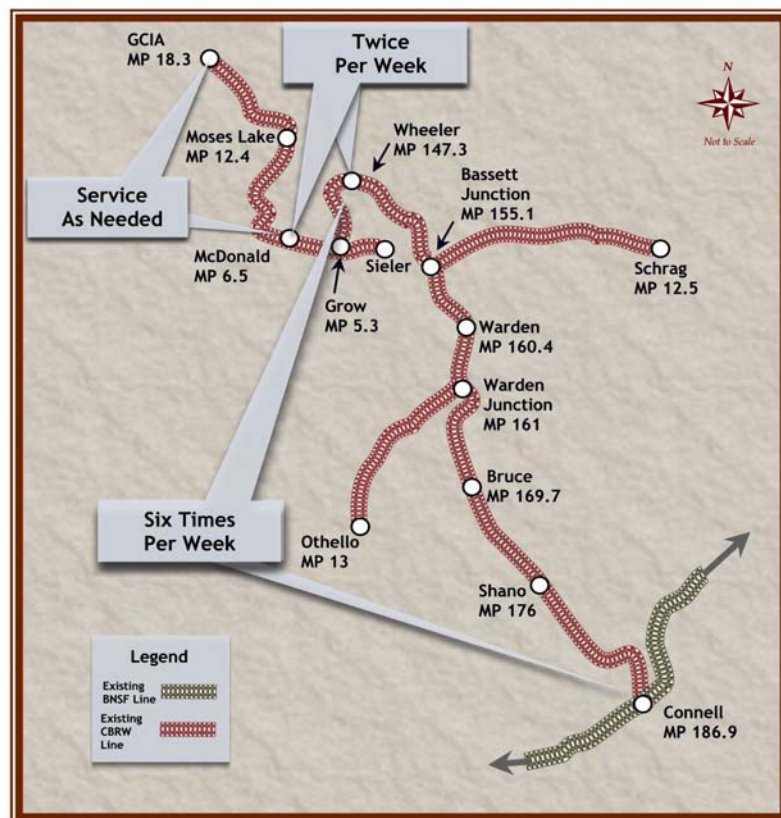 GCIA
MP 18.3
Twice
Per Week
N
Not to Scale
Moses Lake
MP 12.4
Wheeler
MP 147.3
Bassett
Junction
MP 155.1
Service
As Needed
McDonald
MP 6.5
Sieler
Schrag
MP 12.5
Grow
MP 5.3
Warden
MP 160.4
Warden
Junction
MP 161
Bruce
MP 169.7
Six Times
Per Week
Othello
MP 13
Shano
MP 176
Legend
Existing
BNSF Line
Existing
CBRW
Line
Connell
MP 186.9